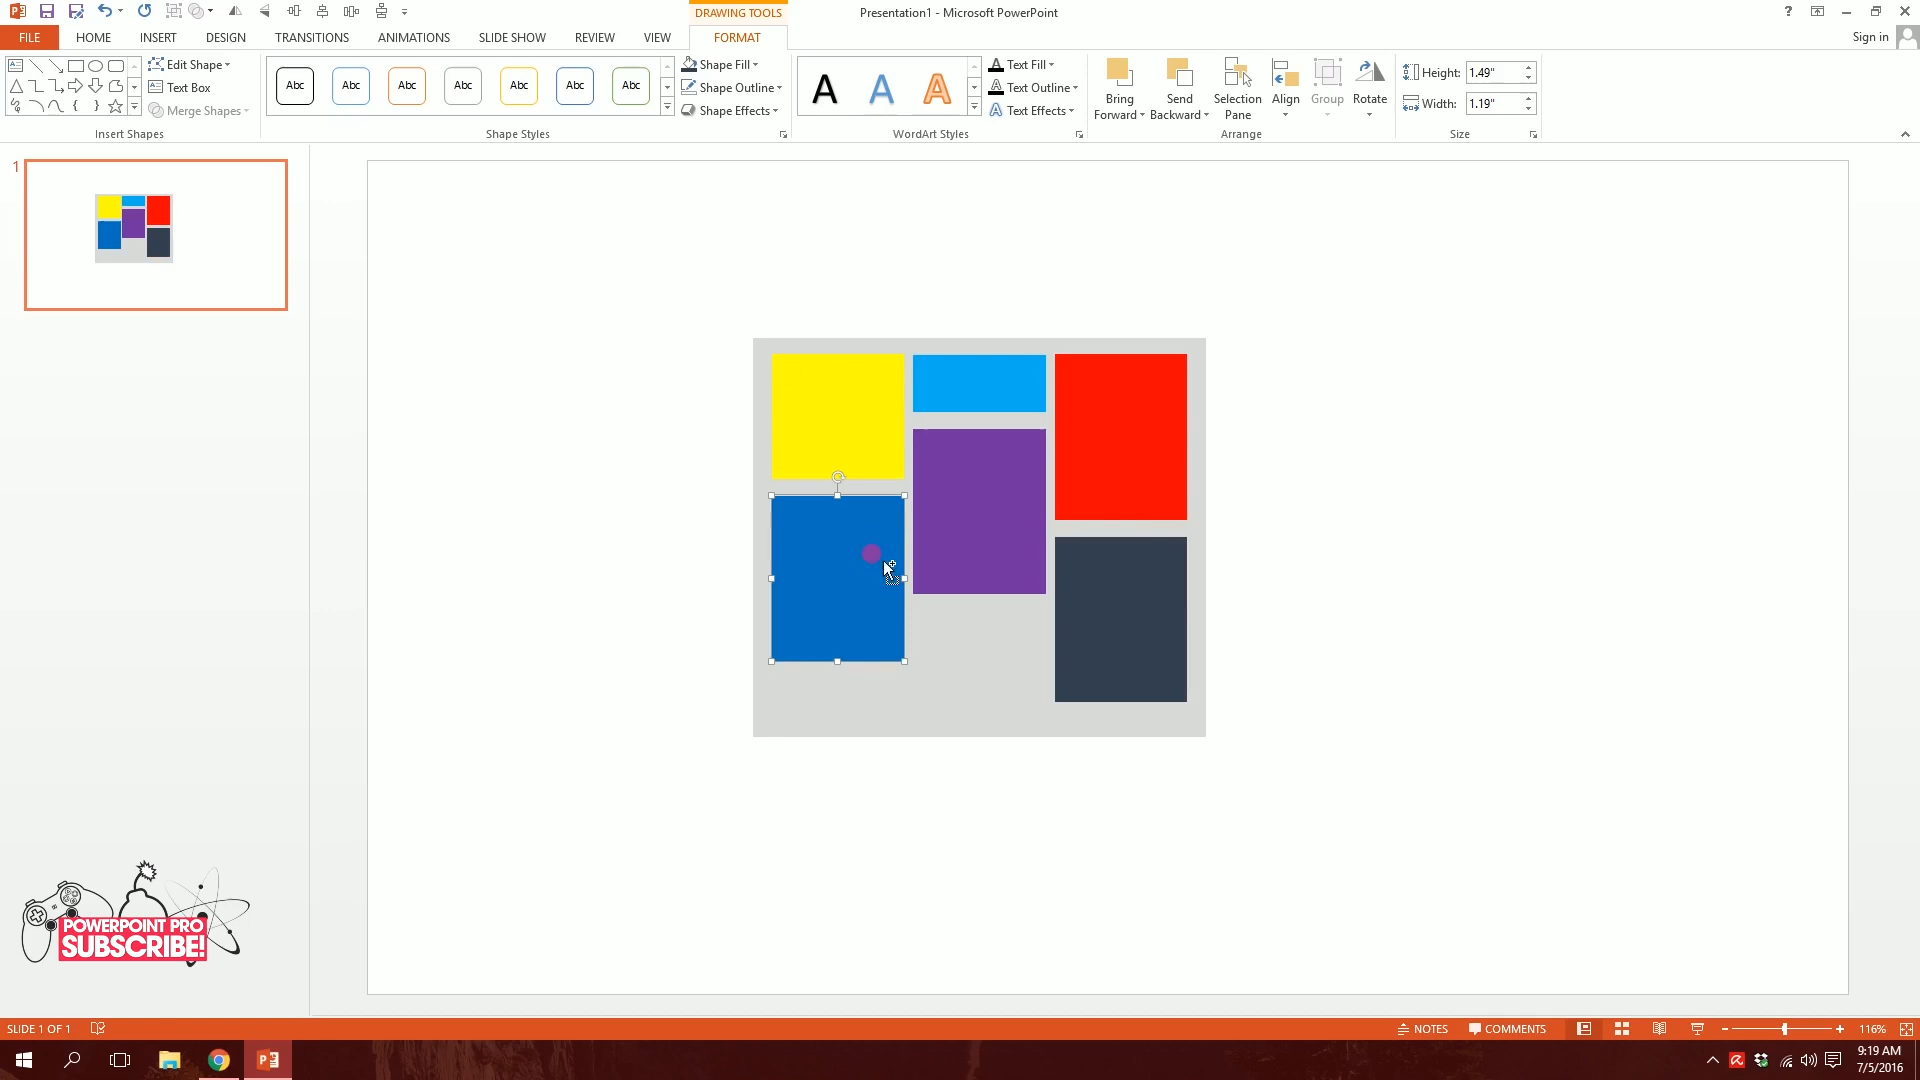 DRAWING TOOLS
Presentation1 - Microsoft PowerPoint
?
FILE HOME INSERT DESIGN TRANSITIONS ANIMATIONS SLIDE SHOW REVIEW VIEW FORMAT
Sign in
Edit Shape
Text Box
Merge Shapes
Insert Shapes
Abc Abc Abc Abc Abc Abc Abc
Shape Fill
Shape Outline
Shape Effects
Shape Styles
A A A
Text Fill
Text Outline
Text Effects
WordArt Styles
Bring Forward
Send Backward
Selection Pane
Align
Group
Rotate
Arrange
Height: 1.49"
Width: 1.19"
Size
1
POWERPOINT PRO
SUBSCRIBE!
SLIDE 1 OF 1
NOTES
COMMENTS
116%
9:19 AM
7/5/2016